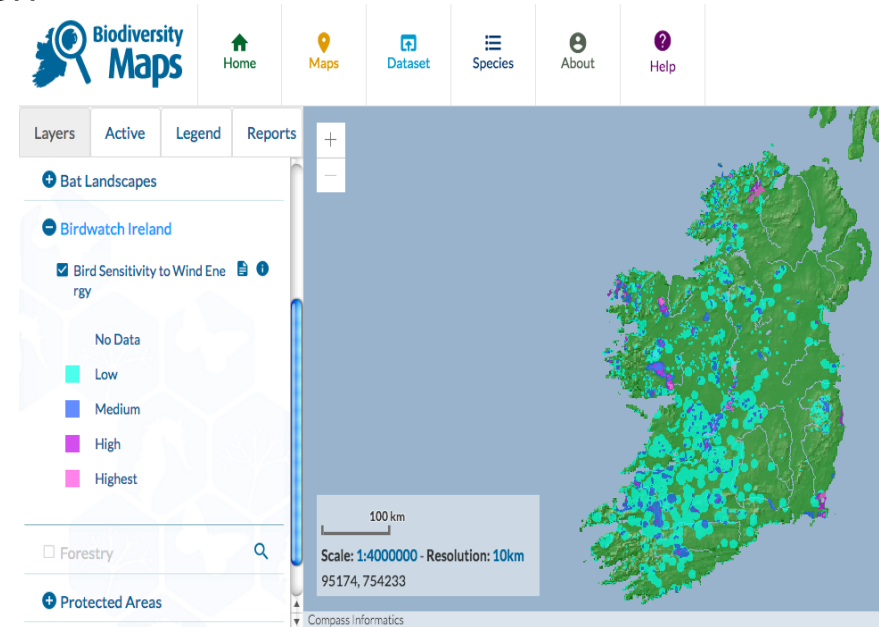 Biodiversity
Maps
Home
Maps
Dataset
Species
About
Help
Layers
Active
Legend
Reports
Bat Landscapes
Birdwatch Ireland
Bird Sensitivity to Wind Ene
rgy
No Data
Low
Medium
High
Highest
Forestry
Protected Areas
100 km
Scale: 1:4000000 - Resolution: 10km
95174, 754233
Compass Informatics